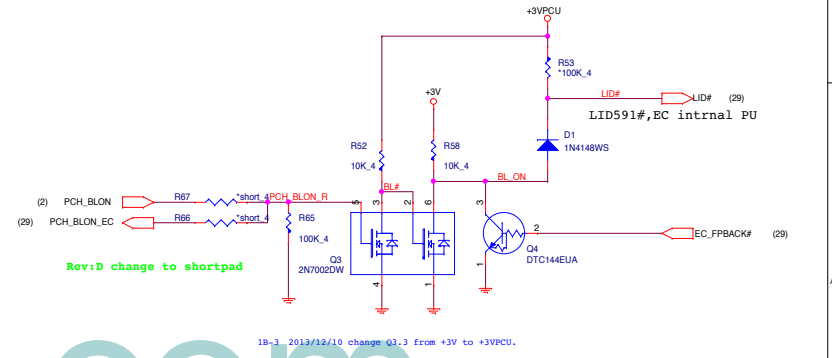 +3VPCU
R53
*100K_4
+3V
LID#
LID#
(29)
LID591#,EC intrnal PU
D1
1N4148WS
R52
10K_4
R58
10K_4
BL#
BL_ON
(2)
PCH_BLON
R67
*short_4
PCH_BLON_R
5
3
2
6
3
(29)
PCH_BLON_EC
R66
*short_4
R65
100K_4
2
EC_FPBACK#
(29)
Q3
2N7002DW
Q4
DTC144EUA
4
1
1
Rev:D change to shortpad
1B-3 2013/12/10 change Q3.3 from +3V to +3VPCU.